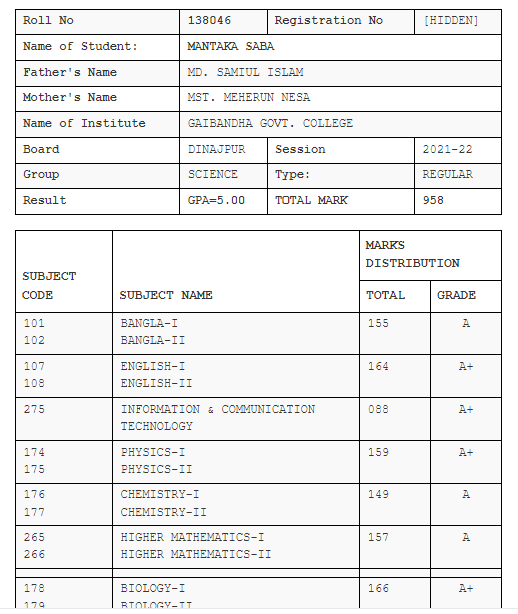 Roll No 138046 Registration No [HIDDEN]
Name of Student: MANTAKA SABA
Father's Name MD. SAMIUL ISLAM
Mother's Name MST. MEHERUN NESA
Name of Institute GAIBANDHA GOVT. COLLEGE
Board DINAJPUR Session 2021-22
Group SCIENCE Type: REGULAR
Result GPA=5.00 TOTAL MARK 958
MARKS
DISTRIBUTION
SUBJECT
CODE SUBJECT NAME TOTAL GRADE
101 BANGLA-I 155 A
102 BANGLA-II
107 ENGLISH-I 164 A+
108 ENGLISH-II
275 INFORMATION & COMMUNICATION 088 A+
TECHNOLOGY
174 PHYSICS-I 159 A+
175 PHYSICS-II
176 CHEMISTRY-I 149 A
177 CHEMISTRY-II
265 HIGHER MATHEMATICS-I 157 A
266 HIGHER MATHEMATICS-II
178 BIOLOGY-I 166 A+
179 BIOLOGY-II